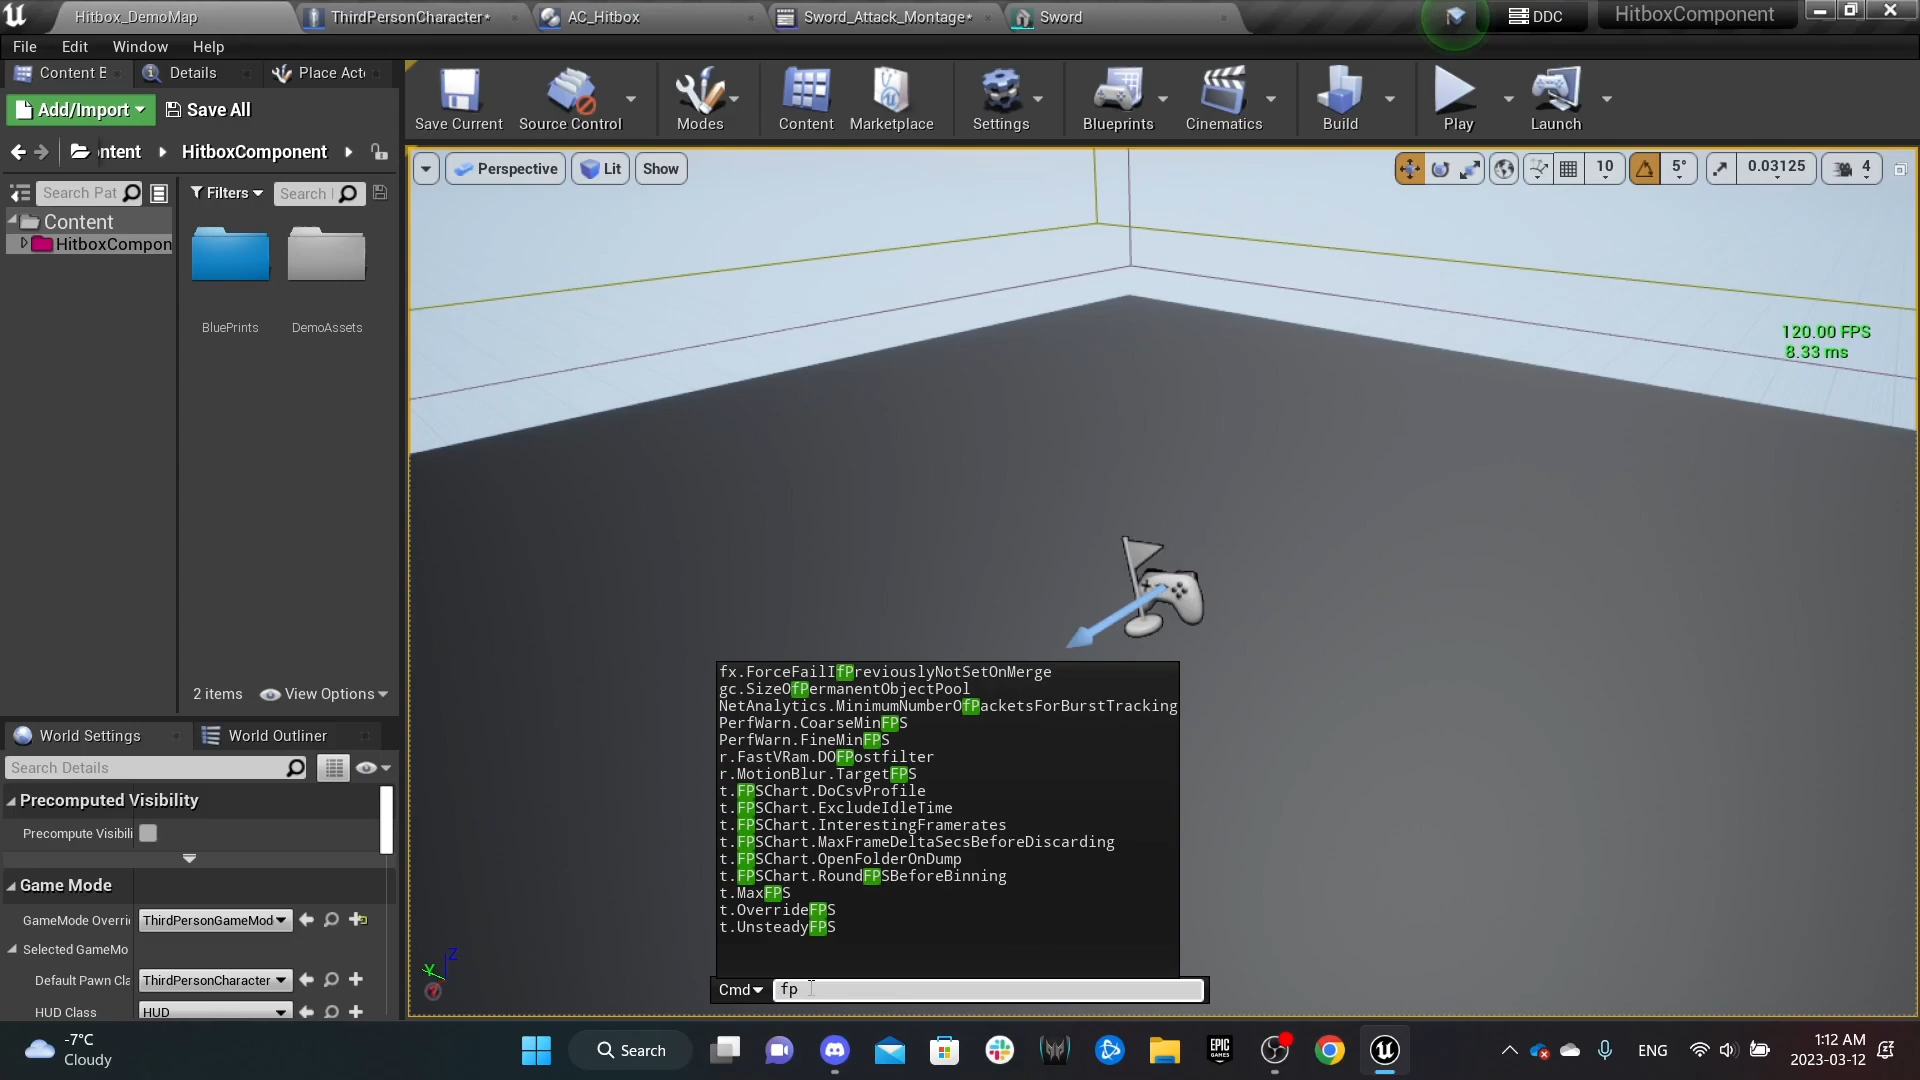 Hitbox_DemoMap
ThirdPersonCharacter*
AC_Hitbox
Sword_Attack_Montage*
Sword
DDC
HitboxComponent
File
Edit
Window
Help
Content B
Details
Place Act
Save Current
Source Control
Modes
Content
Marketplace
Settings
Blueprints
Cinematics
Build
Play
Launch
Add/Import
Save All
ntent
HitboxComponent
Perspective
Lit
Show
10
5°
0.03125
4
Search Pat
Filters
Search
Content
HitboxCompon
BluePrints
DemoAssets
120.00 FPS
8.33 ms
2 items
View Options
World Settings
World Outliner
Search Details
Precomputed Visibility
Precompute Visibili
Game Mode
GameMode Overri
ThirdPersonGameMod
Selected GameMo
Default Pawn Cla
ThirdPersonCharacter
HUD Class
HUD
fx.ForceFailIfPreviouslyNotSetOnMerge
gc.SizeOfPermanentObjectPool
NetAnalytics.MinimumNumberOfPacketsForBurstTracking
PerfWarn.CoarseMinFPS
PerfWarn.FineMinFPS
r.FastVRam.DOFPostfilter
r.MotionBlur.TargetFPS
t.FPSChart.DoCsvProfile
t.FPSChart.ExcludeIdleTime
t.FPSChart.InterestingFramerates
t.FPSChart.MaxFrameDeltaSecsBeforeDiscarding
t.FPSChart.OpenFolderOnDump
t.FPSChart.RoundFPSBeforeBinning
t.MaxFPS
t.OverrideFPS
t.UnsteadyFPS
Z
Y
Cmd
fp
-7°C
Cloudy
Search
EPIC
GAMES
ENG
1:12 AM
2023-03-12